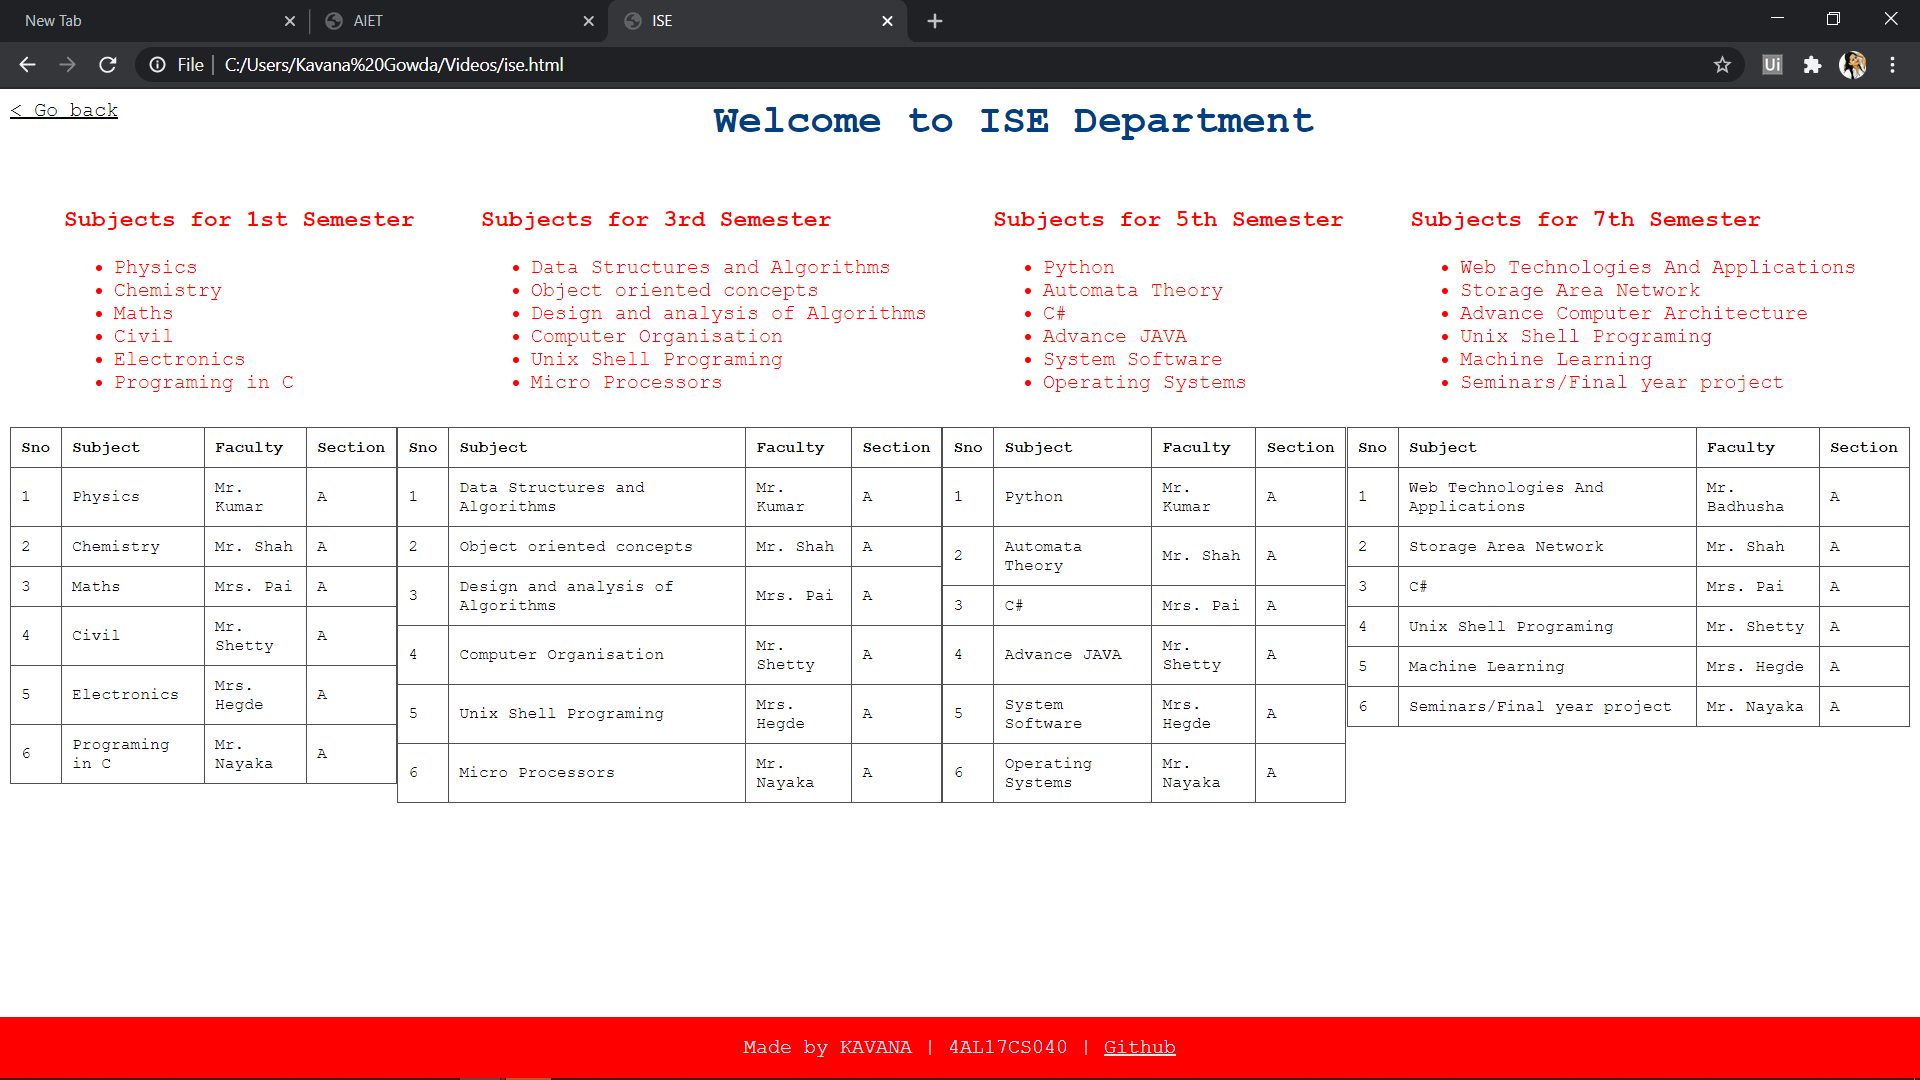 New Tab
AIET
ISE
File
C:/Users/Kavana%20Gowda/Videos/ise.html
Ui
< Go back
Welcome to ISE Department
Subjects for 1st Semester
Physics
Chemistry
Maths
Civil
Electronics
Programing in C
Subjects for 3rd Semester
Data Structures and Algorithms
Object oriented concepts
Design and analysis of Algorithms
Computer Organisation
Unix Shell Programing
Micro Processors
Subjects for 5th Semester
Python
Automata Theory
C#
Advance JAVA
System Software
Operating Systems
Subjects for 7th Semester
Web Technologies And Applications
Storage Area Network
Advance Computer Architecture
Unix Shell Programing
Machine Learning
Seminars/Final year project
Sno Subject Faculty Section
1 Physics Mr. Kumar A
2 Chemistry Mr. Shah A
3 Maths Mrs. Pai A
4 Civil Mr. Shetty A
5 Electronics Mrs. Hegde A
6 Programing in C Mr. Nayaka A
Sno Subject Faculty Section
1 Data Structures and Algorithms Mr. Kumar A
2 Object oriented concepts Mr. Shah A
3 Design and analysis of Algorithms Mrs. Pai A
4 Computer Organisation Mr. Shetty A
5 Unix Shell Programing Mrs. Hegde A
6 Micro Processors Mr. Nayaka A
Sno Subject Faculty Section
1 Python Mr. Kumar A
2 Automata Theory Mr. Shah A
3 C# Mrs. Pai A
4 Advance JAVA Mr. Shetty A
5 System Software Mrs. Hegde A
6 Operating Systems Mr. Nayaka A
Sno Subject Faculty Section
1 Web Technologies And Applications Mr. Badhusha A
2 Storage Area Network Mr. Shah A
3 C# Mrs. Pai A
4 Unix Shell Programing Mr. Shetty A
5 Machine Learning Mrs. Hegde A
6 Seminars/Final year project Mr. Nayaka A
Made by KAVANA | 4AL17CS040 | Github